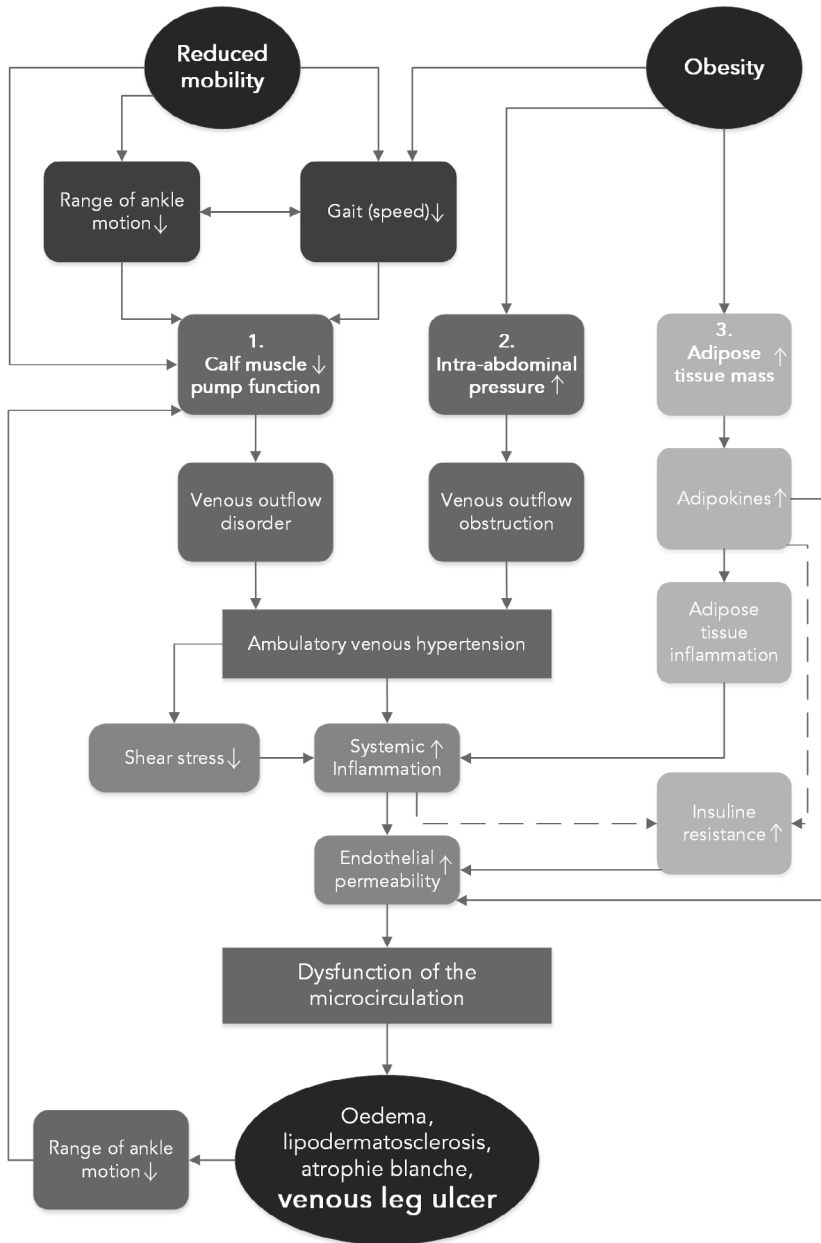 Reduced
mobility
Obesity
Range of ankle
motion ↓
Gait (speed) ↓
1.
Calf muscle ↓
pump function
2.
Intra-abdominal
pressure ↑
3.
Adipose ↑
tissue mass
Venous outflow
disorder
Venous outflow
obstruction
Adipokines ↑
Adipose
tissue
inflammation
Ambulatory venous hypertension
Shear stress ↓
Systemic ↑
Inflammation
Insuline
resistance ↑
Endothelial ↑
permeability
Dysfunction of the
microcirculation
Range of ankle
motion ↓
Oedema,
lipodermatosclerosis,
atrophie blanche,
venous leg ulcer